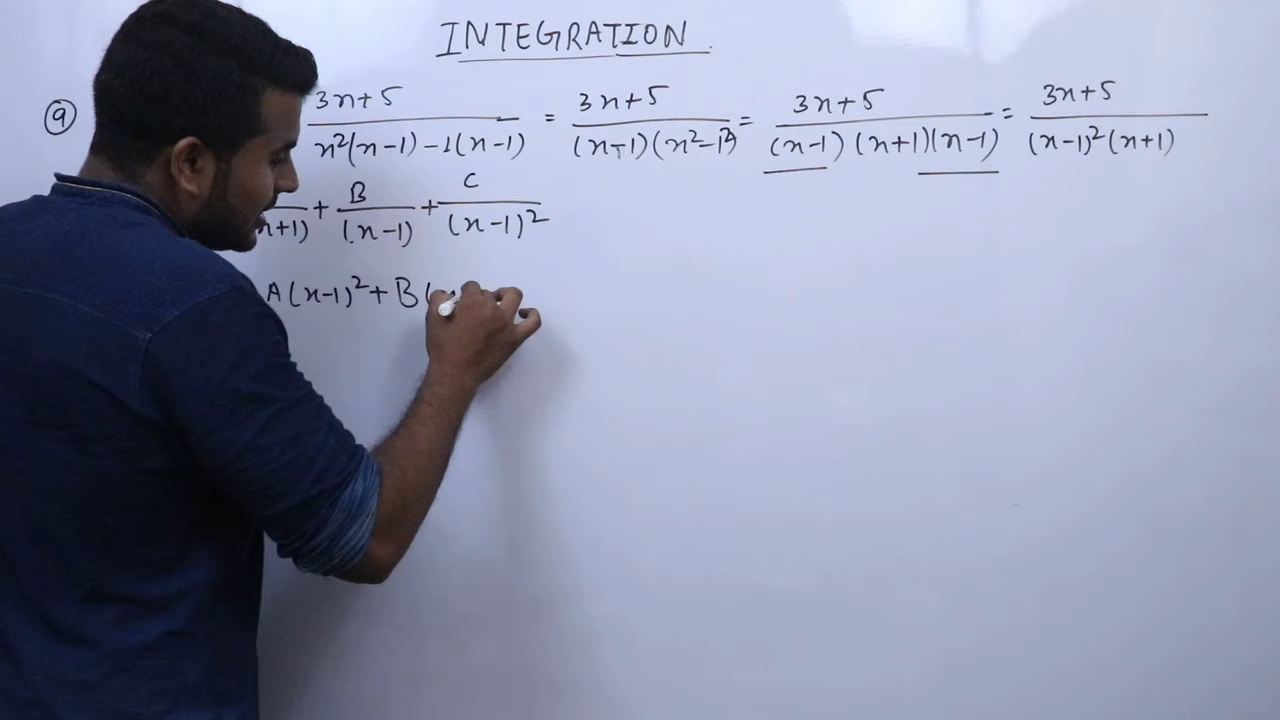 INTEGRATION
9 3x+5 / x²(x-1)-1(x-1) = 3x+5 / (x-1)(x²-1²) = 3x+5 / (x-1)(x+1)(x-1) = 3x+5 / (x-1)²(x+1)
x+1) + B / (x-1) + C / (x-1)²
A(x-1)² + B(